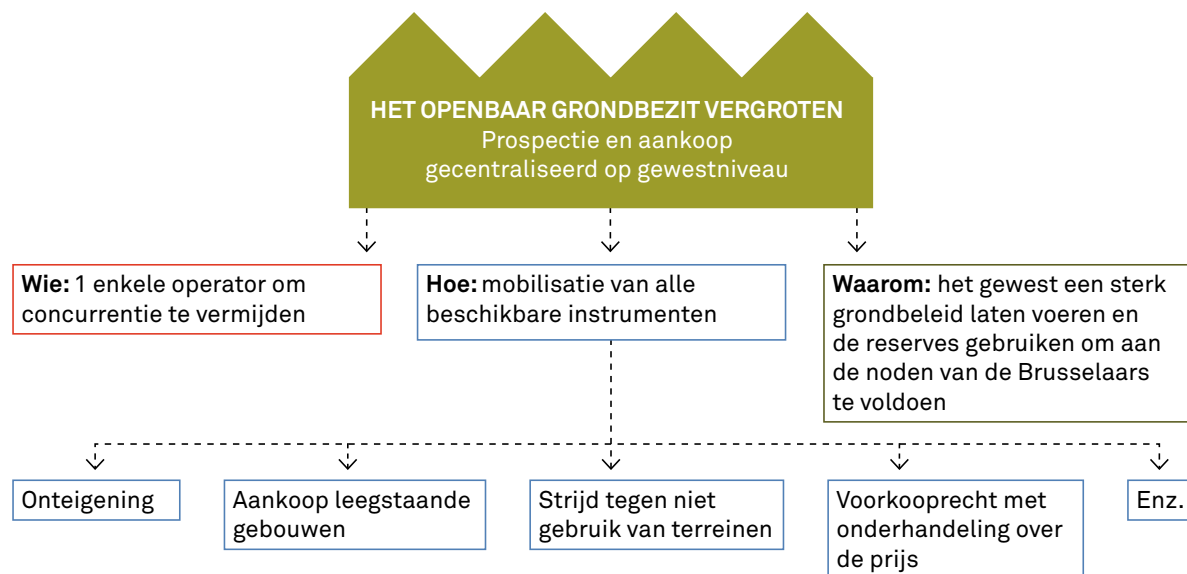 HET OPENBAAR GRONDBEZIT VERGROTEN
Prospectie en aankoop
gecentraliseerd op gewestniveau
Wie: 1 enkele operator om
concurrentie te vermijden
Hoe: mobilisatie van alle
beschikbare instrumenten
Waarom: het gewest een sterk
grondbeleid laten voeren en
de reserves gebruiken om aan
de noden van de Brusselaars
te voldoen
Onteigening
Aankoop leegstaande
gebouwen
Strijd tegen niet
gebruik van terreinen
Voorkooprecht met
onderhandeling over
de prijs
Enz.